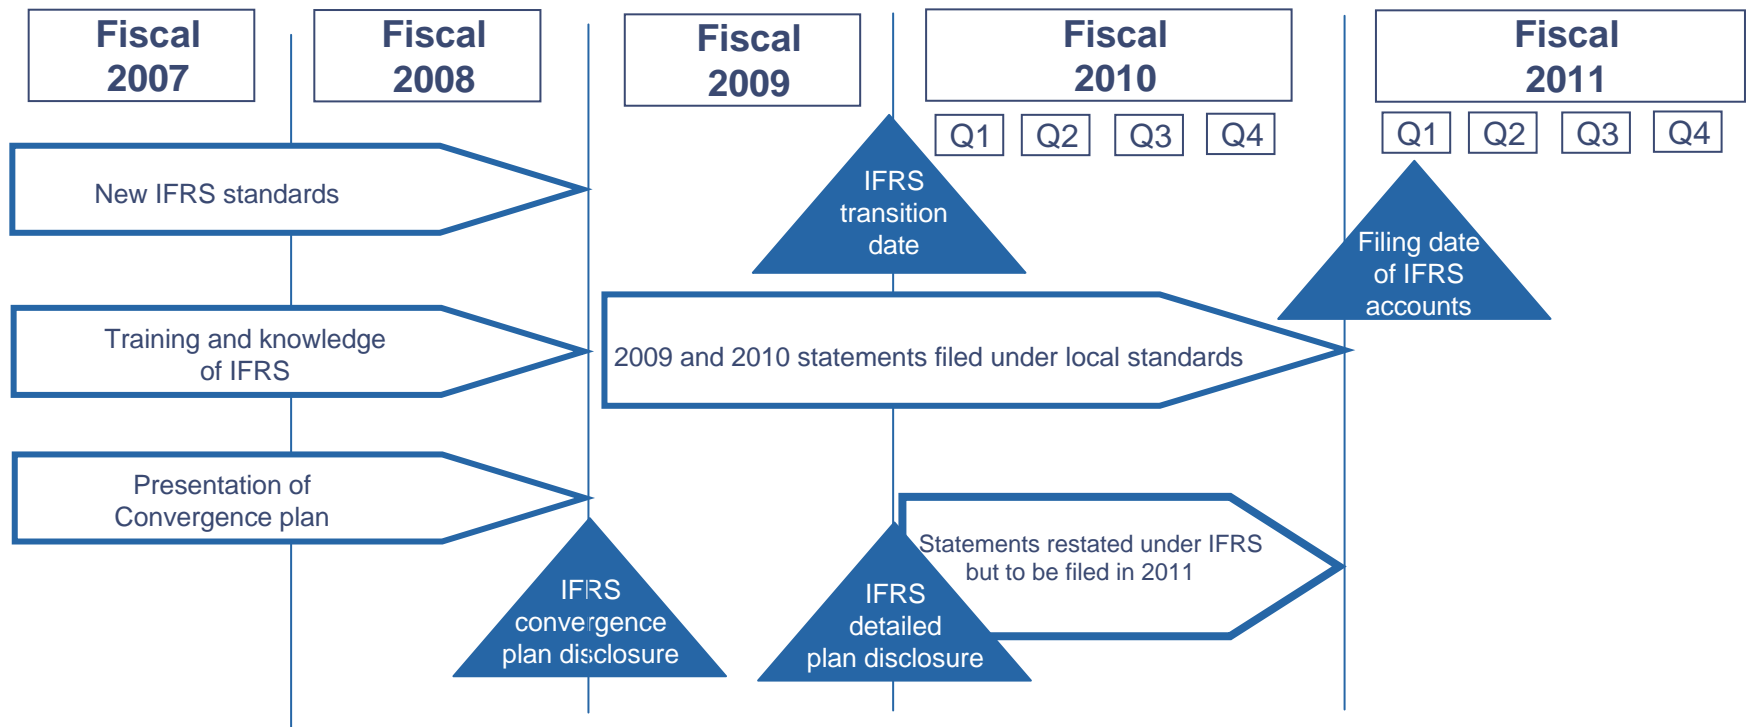 Fiscal
2007
Fiscal
2008
Fiscal
2009
Fiscal
2010
Fiscal
2011
Q1
Q2
Q3
Q4
Q1
Q2
Q3
Q4
New IFRS standards
IFRS
transition
date
Filing date
of IFRS
accounts
Training and knowledge
of IFRS
2009 and 2010 statements filed under local standards
Presentation of
Convergence plan
Statements restated under IFRS
but to be filed in 2011
IFRS
convergence
plan disclosure
IFRS
detailed
plan disclosure